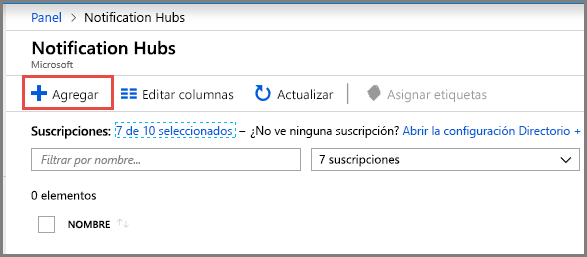 Panel > Notification Hubs
Notification Hubs
Microsoft
Agregar Editar columnas Actualizar Asignar etiquetas
Suscripciones: 7 de 10 seleccionados – ¿No ve ninguna suscripción? Abrir la configuración Directorio +
Filtrar por nombre... 7 suscripciones
0 elementos
NOMBRE